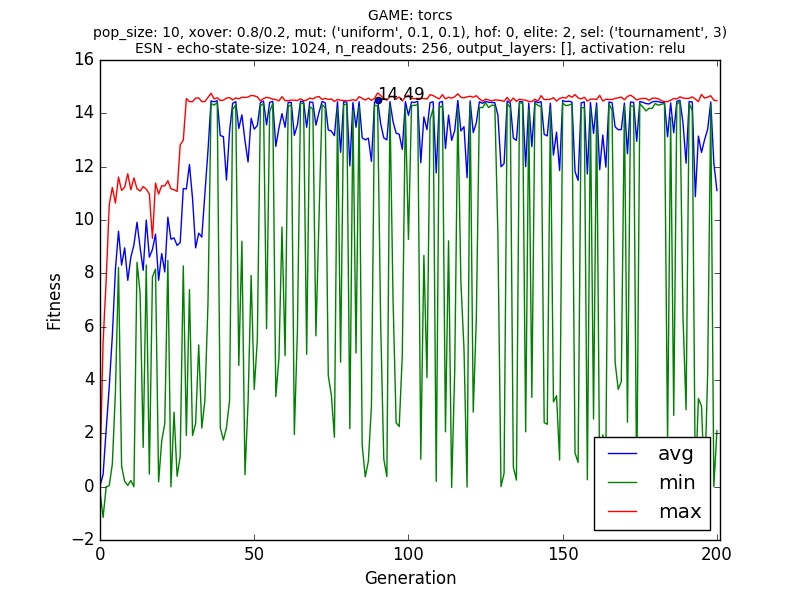 GAME: torcs
pop_size: 10, xover: 0.8/0.2, mut: ('uniform', 0.1, 0.1), hof: 0, elite: 2, sel: ('tournament', 3)
ESN - echo-state-size: 1024, n_readouts: 256, output_layers: [], activation: relu
16
14
12
10
8
6
4
2
0
−2
Fitness
14.49
avg
min
max
0
50
100
150
200
Generation